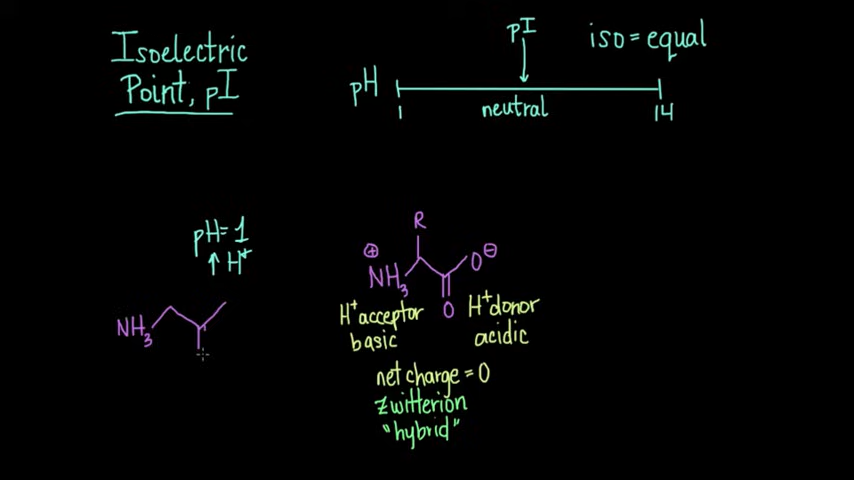 Isoelectric
Point, pI
pI
iso = equal
pH
1
neutral
14
pH = 1
↑ H⁺
NH₃
R
⊕
NH₃
O⊖
O
H⁺ acceptor
basic
H⁺ donor
acidic
net charge = 0
zwitterion
"hybrid"